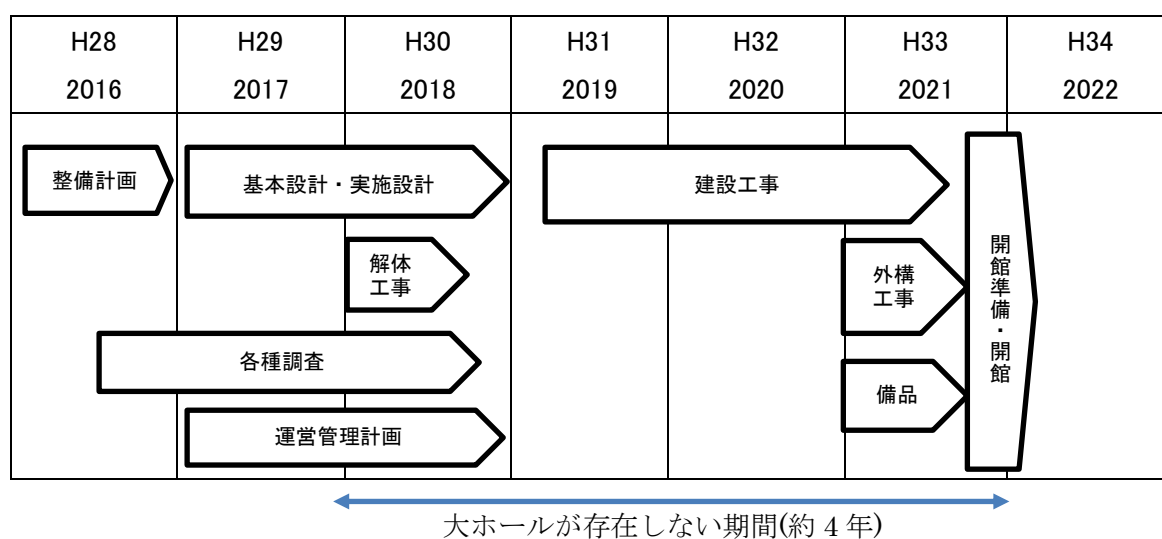 H28
H29
H30
H31
H32
H33
H34
2016
2017
2018
2019
2020
2021
2022
整備計画
基本設計・実施設計
建設工事
解体
工事
外構
工事
開館準備・開館
各種調査
備品
運営管理計画
大ホールが存在しない期間(約 4 年)